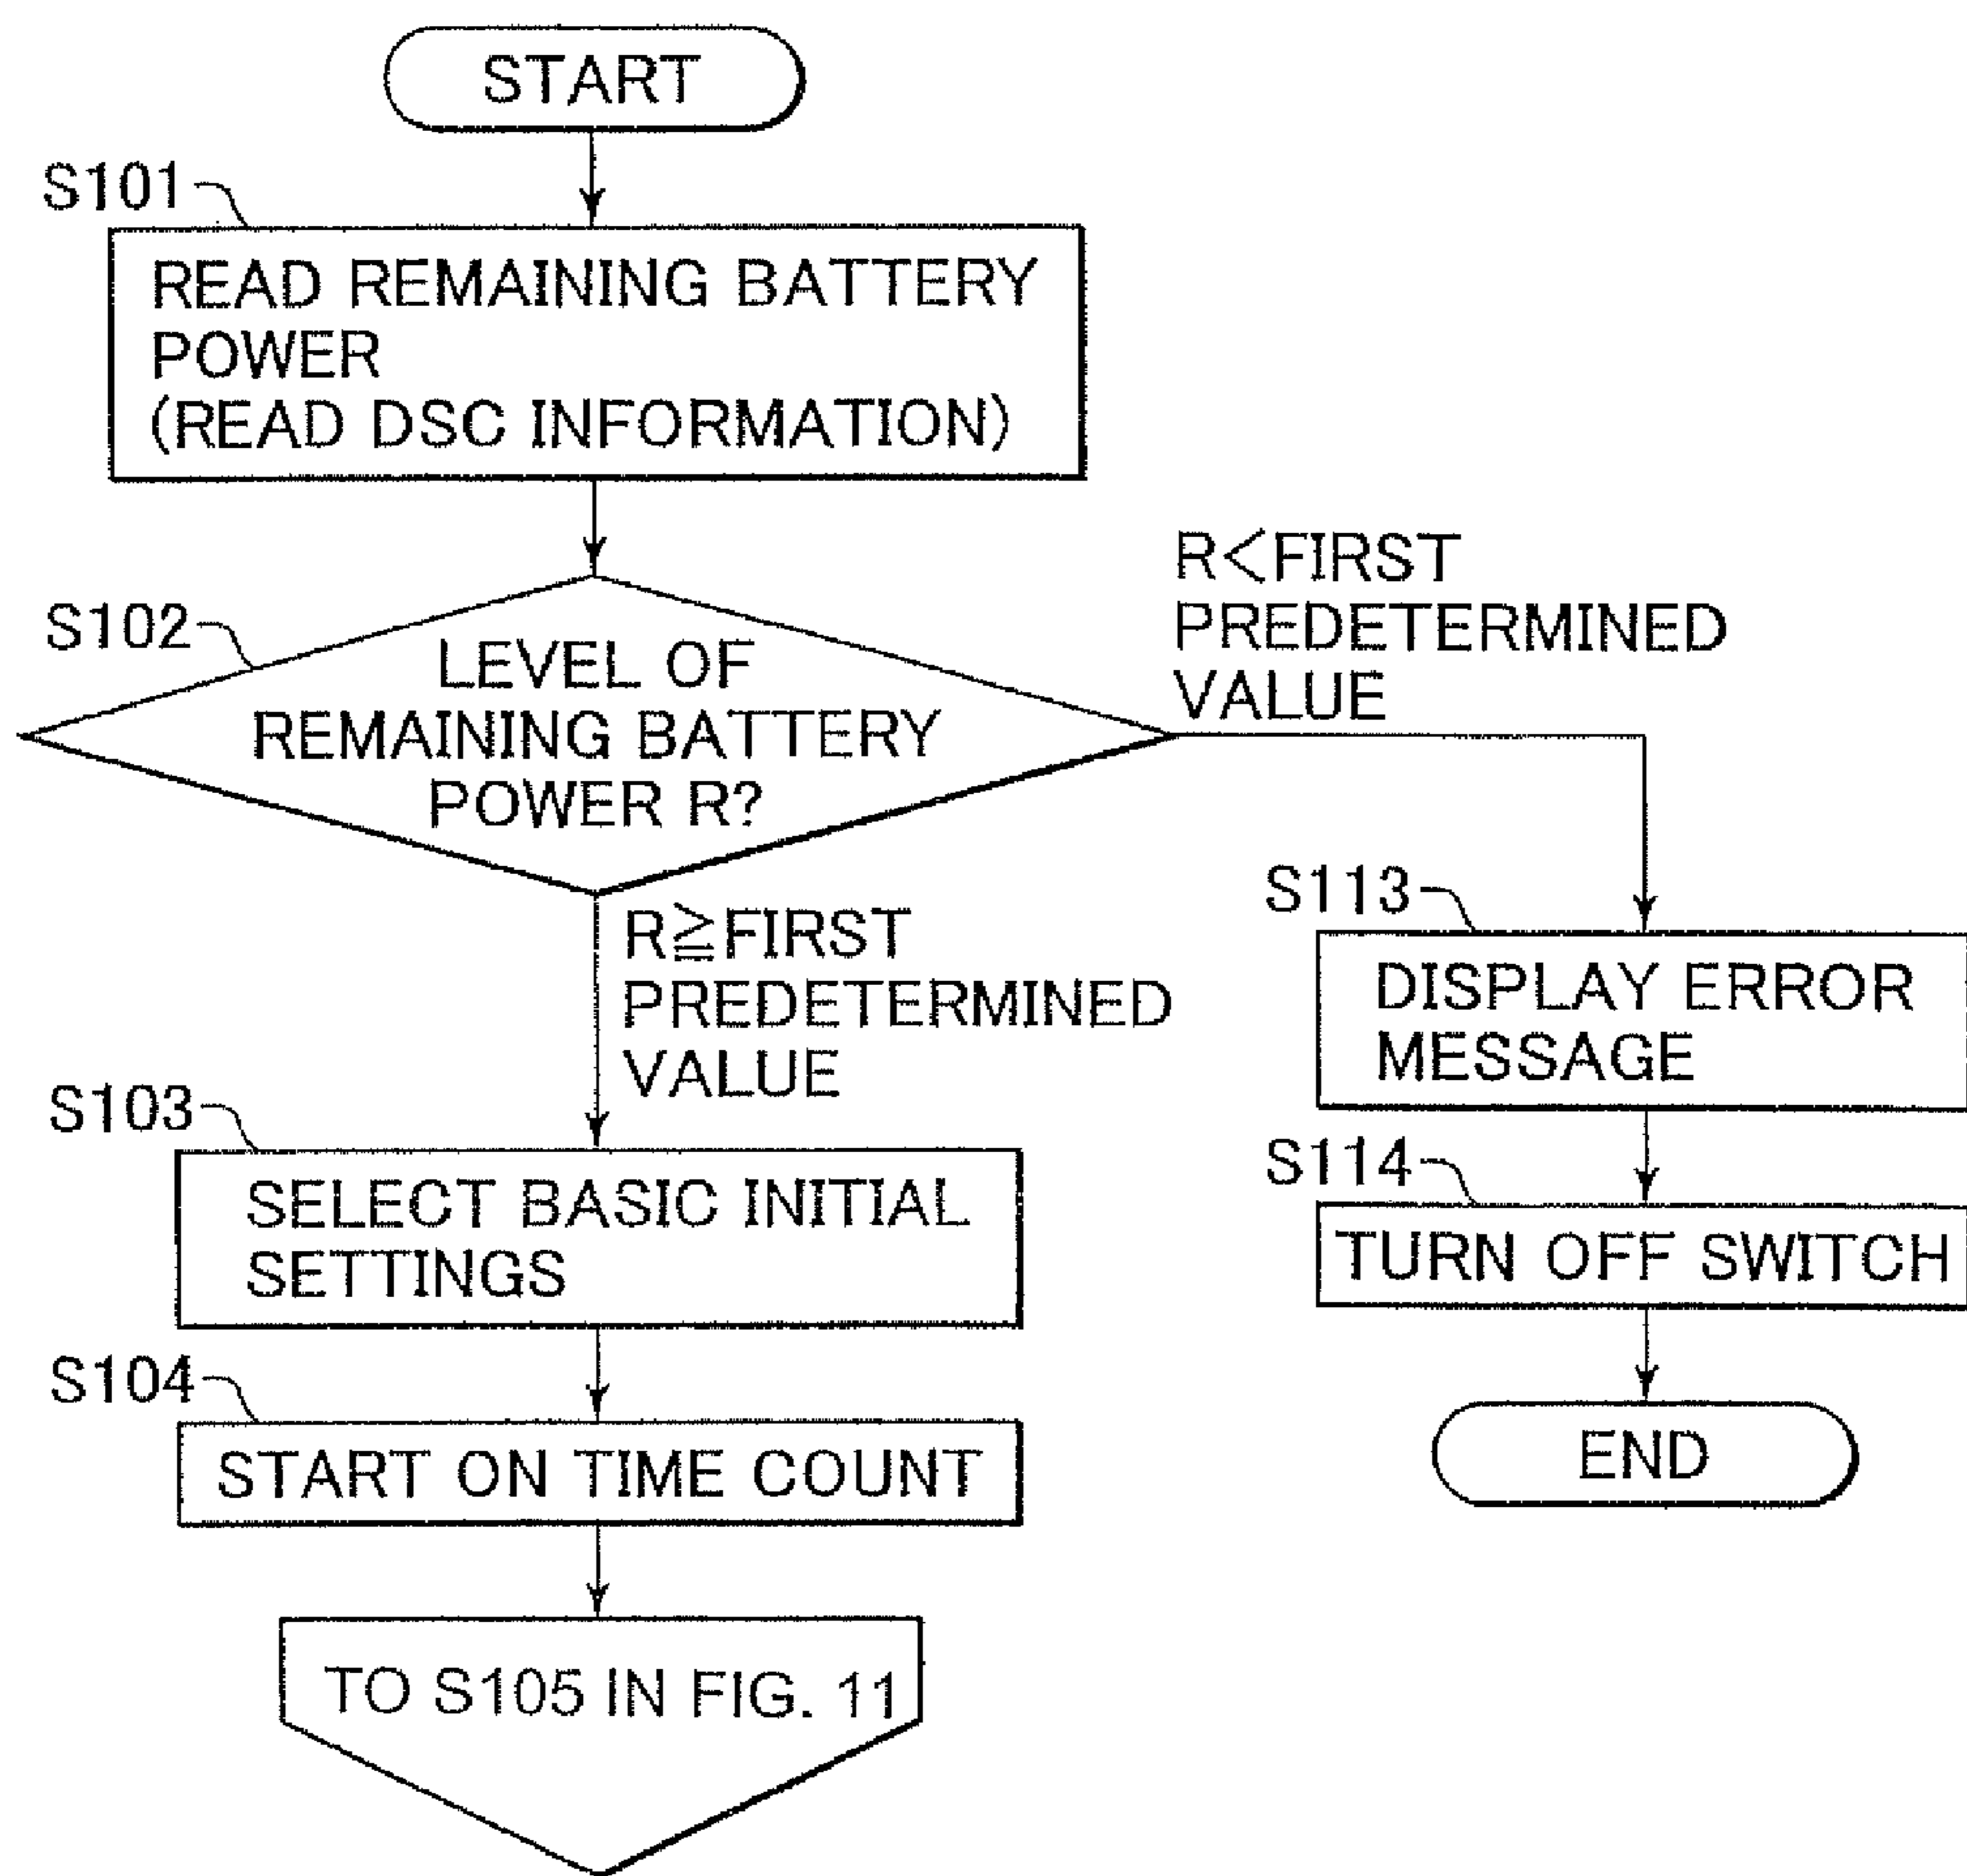 START
S101
READ REMAINING BATTERY
POWER
(READ DSC INFORMATION)
S102
LEVEL OF
REMAINING BATTERY
POWER R?
R<FIRST
PREDETERMINED
VALUE
R≧FIRST
PREDETERMINED
VALUE
S103
SELECT BASIC INITIAL
SETTINGS
S104
START ON TIME COUNT
TO S105 IN FIG. 11
S113
DISPLAY ERROR
MESSAGE
S114
TURN OFF SWITCH
END